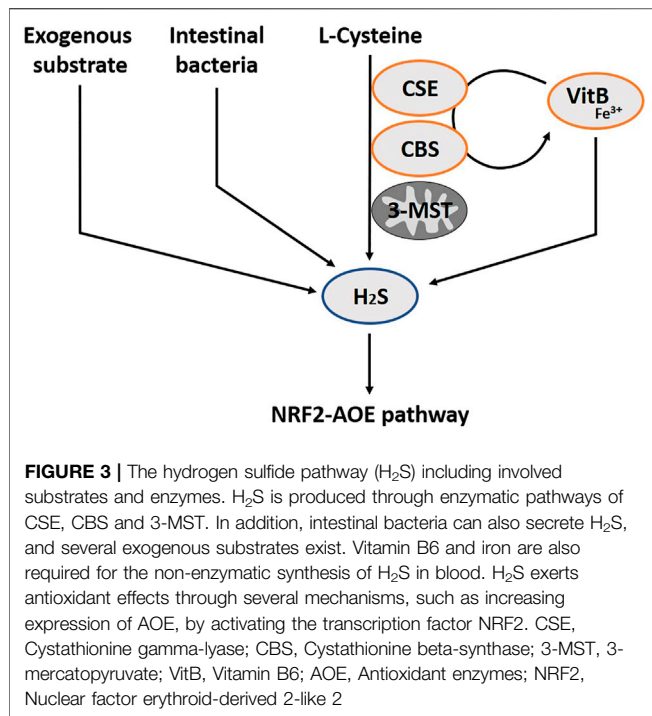 Exogenous
substrate
Intestinal
bacteria
L-Cysteine
CSE
CBS
3-MST
VitB
Fe³⁺
H₂S
NRF2-AOE pathway
FIGURE 3 | The hydrogen sulfide pathway (H₂S) including involved
substrates and enzymes. H₂S is produced through enzymatic pathways of
CSE, CBS and 3-MST. In addition, intestinal bacteria can also secrete H₂S,
and several exogenous substrates exist. Vitamin B6 and iron are also
required for the non-enzymatic synthesis of H₂S in blood. H₂S exerts
antioxidant effects through several mechanisms, such as increasing
expression of AOE, by activating the transcription factor NRF2. CSE,
Cystathionine gamma-lyase; CBS, Cystathionine beta-synthase; 3-MST, 3-
mercatopyruvate; VitB, Vitamin B6; AOE, Antioxidant enzymes; NRF2,
Nuclear factor erythroid-derived 2-like 2